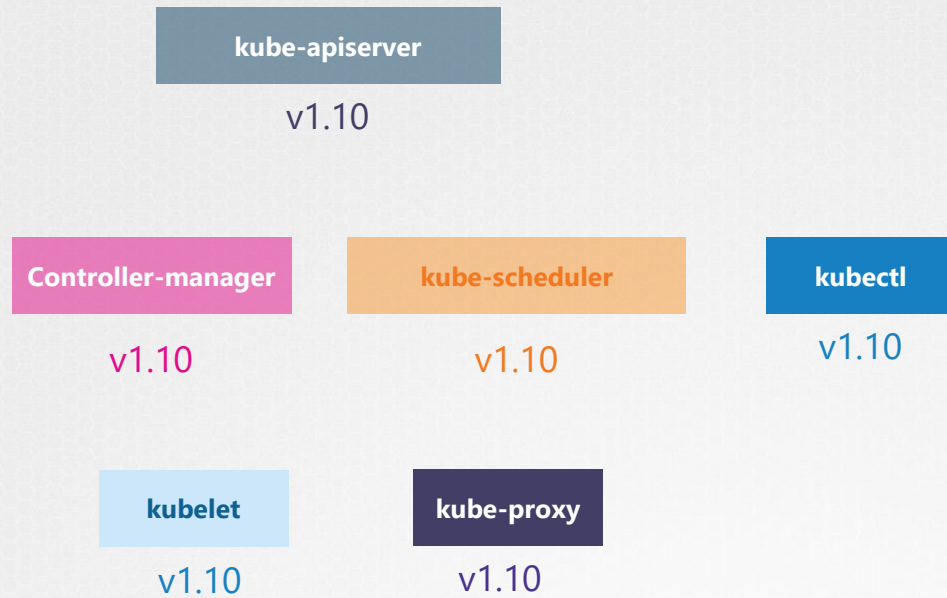 kube-apiserver
v1.10
Controller-manager
kube-scheduler
kubectl
v1.10
v1.10
v1.10
kubelet
kube-proxy
v1.10
v1.10